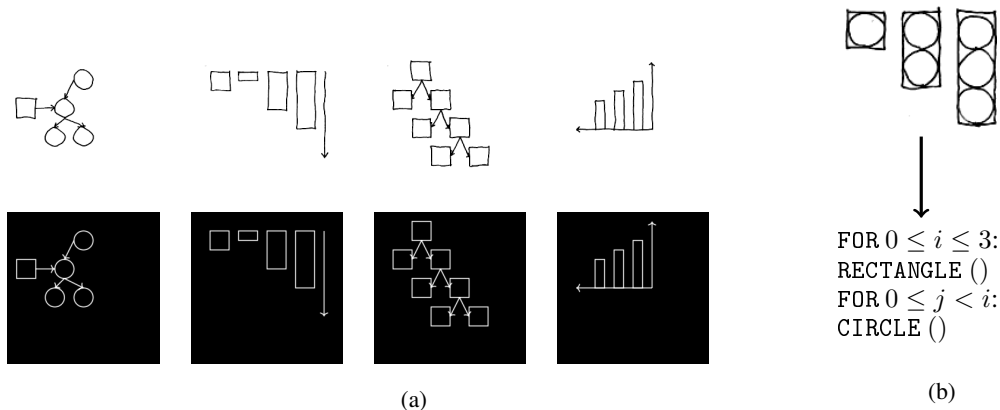 FOR 0 ≤ i ≤ 3:
RECTANGLE ()
FOR 0 ≤ j < i:
CIRCLE ()
(a)
(b)